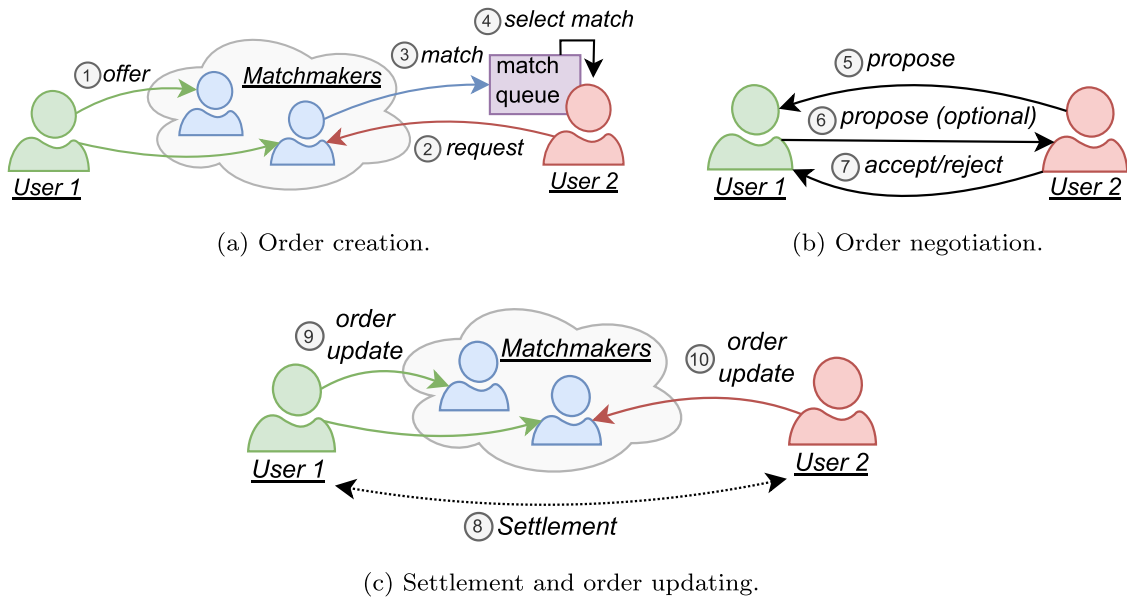 ① offer
Matchmakers
③ match
④ select match
match
queue
② request
User 1
User 2
(a) Order creation.
⑤ propose
⑥ propose (optional)
⑦ accept/reject
User 1
User 2
(b) Order negotiation.
⑨ order
update
Matchmakers
⑩ order
update
User 1
User 2
⑧ Settlement
(c) Settlement and order updating.